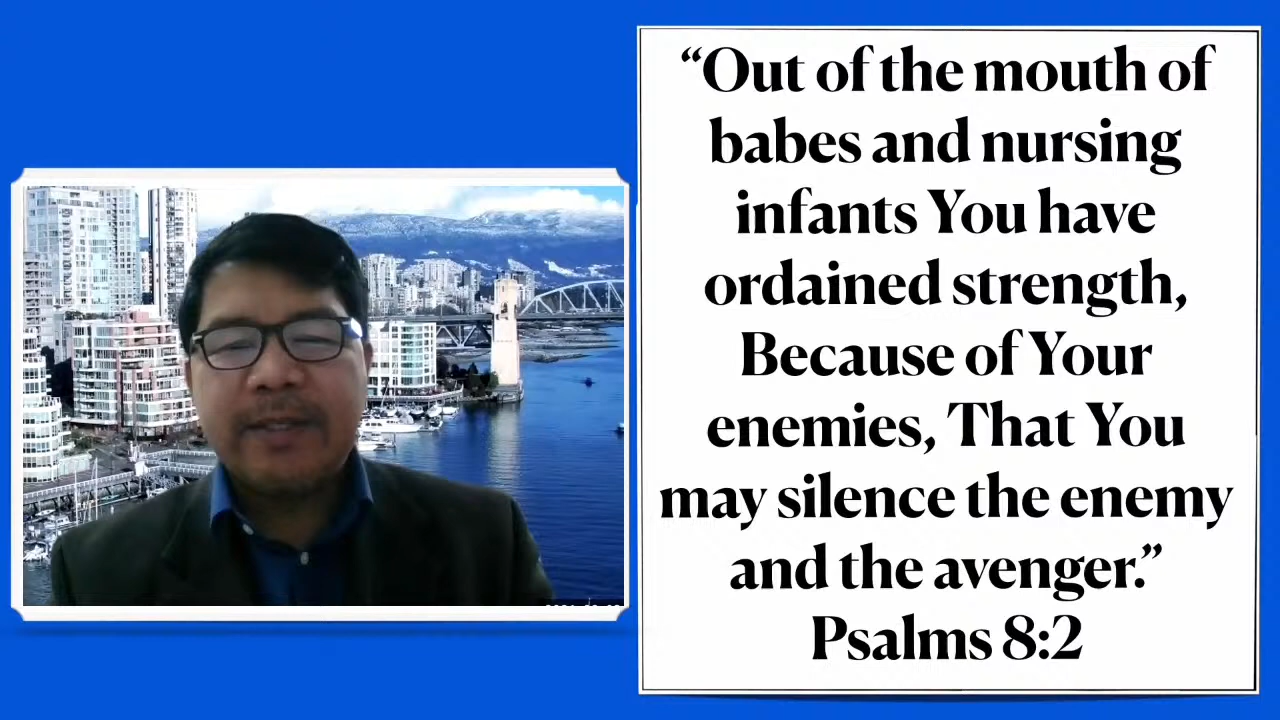 “Out of the mouth of
babes and nursing
infants You have
ordained strength,
Because of Your
enemies, That You
may silence the enemy
and the avenger.”
Psalms 8:2